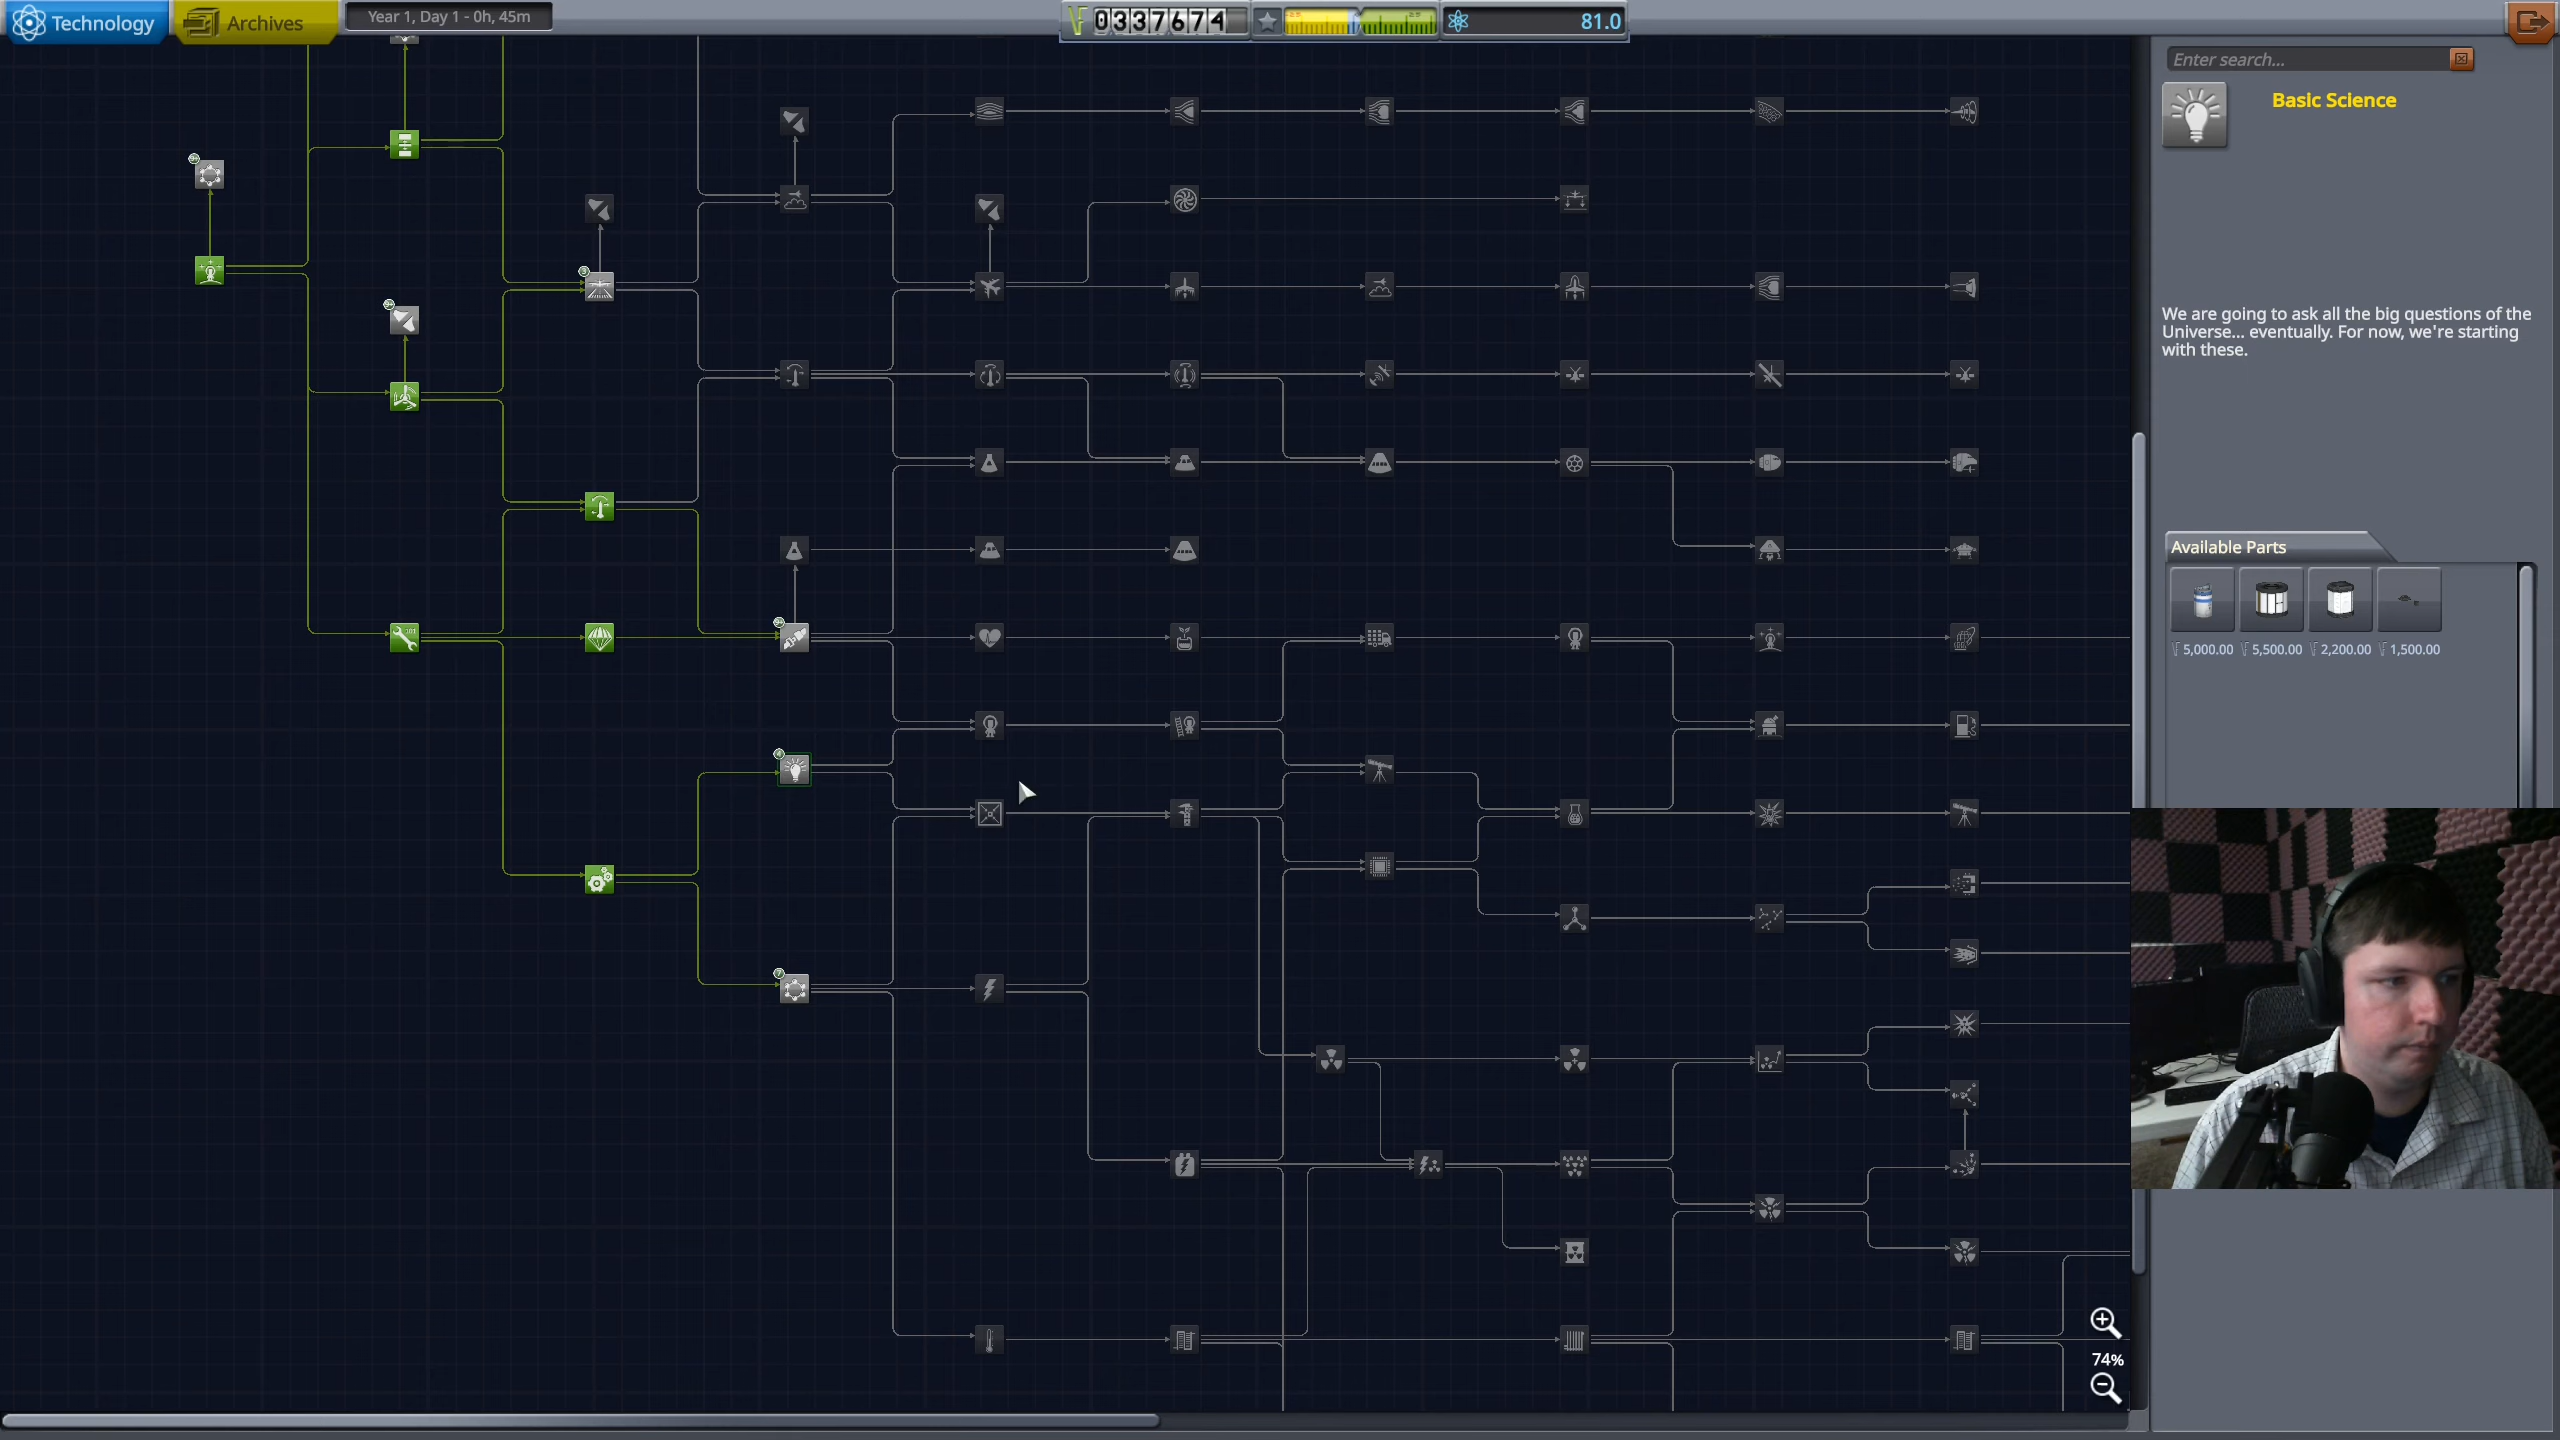 Technology
Archives
Year 1, Day 1 - 0h, 45m
0337674
81.0
Enter search...
Basic Science
We are going to ask all the big questions of the
Universe... eventually. For now, we're starting
with these.
Available Parts
5,000.00 5,500.00 2,200.00 1,500.00
74%